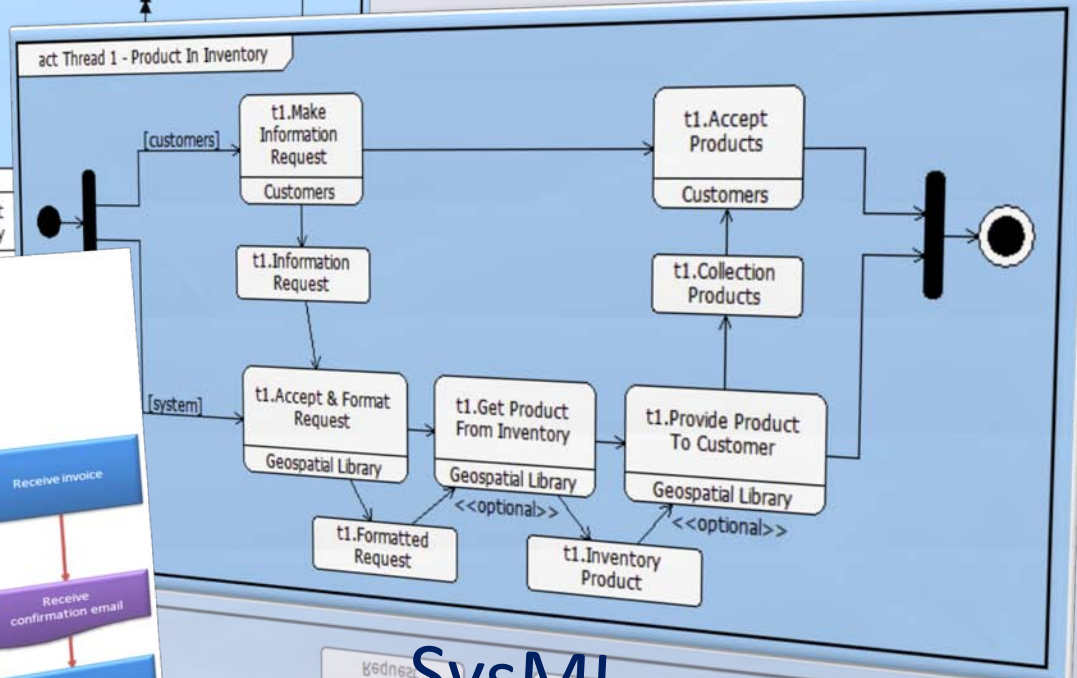 act Thread 1 - Product In Inventory
[customers]
t1.Make
Information
Request
Customers
t1.Accept
Products
Customers
t1.Information
Request
t1.Collection
Products
[system]
t1.Accept & Format
Request
Geospatial Library
t1.Get Product
From Inventory
Geospatial Library
t1.Provide Product
To Customer
Geospatial Library
<<optional>>
<<optional>>
t1.Formatted
Request
t1.Inventory
Product
Receive invoice
Receive
confirmation email
Request
SysML